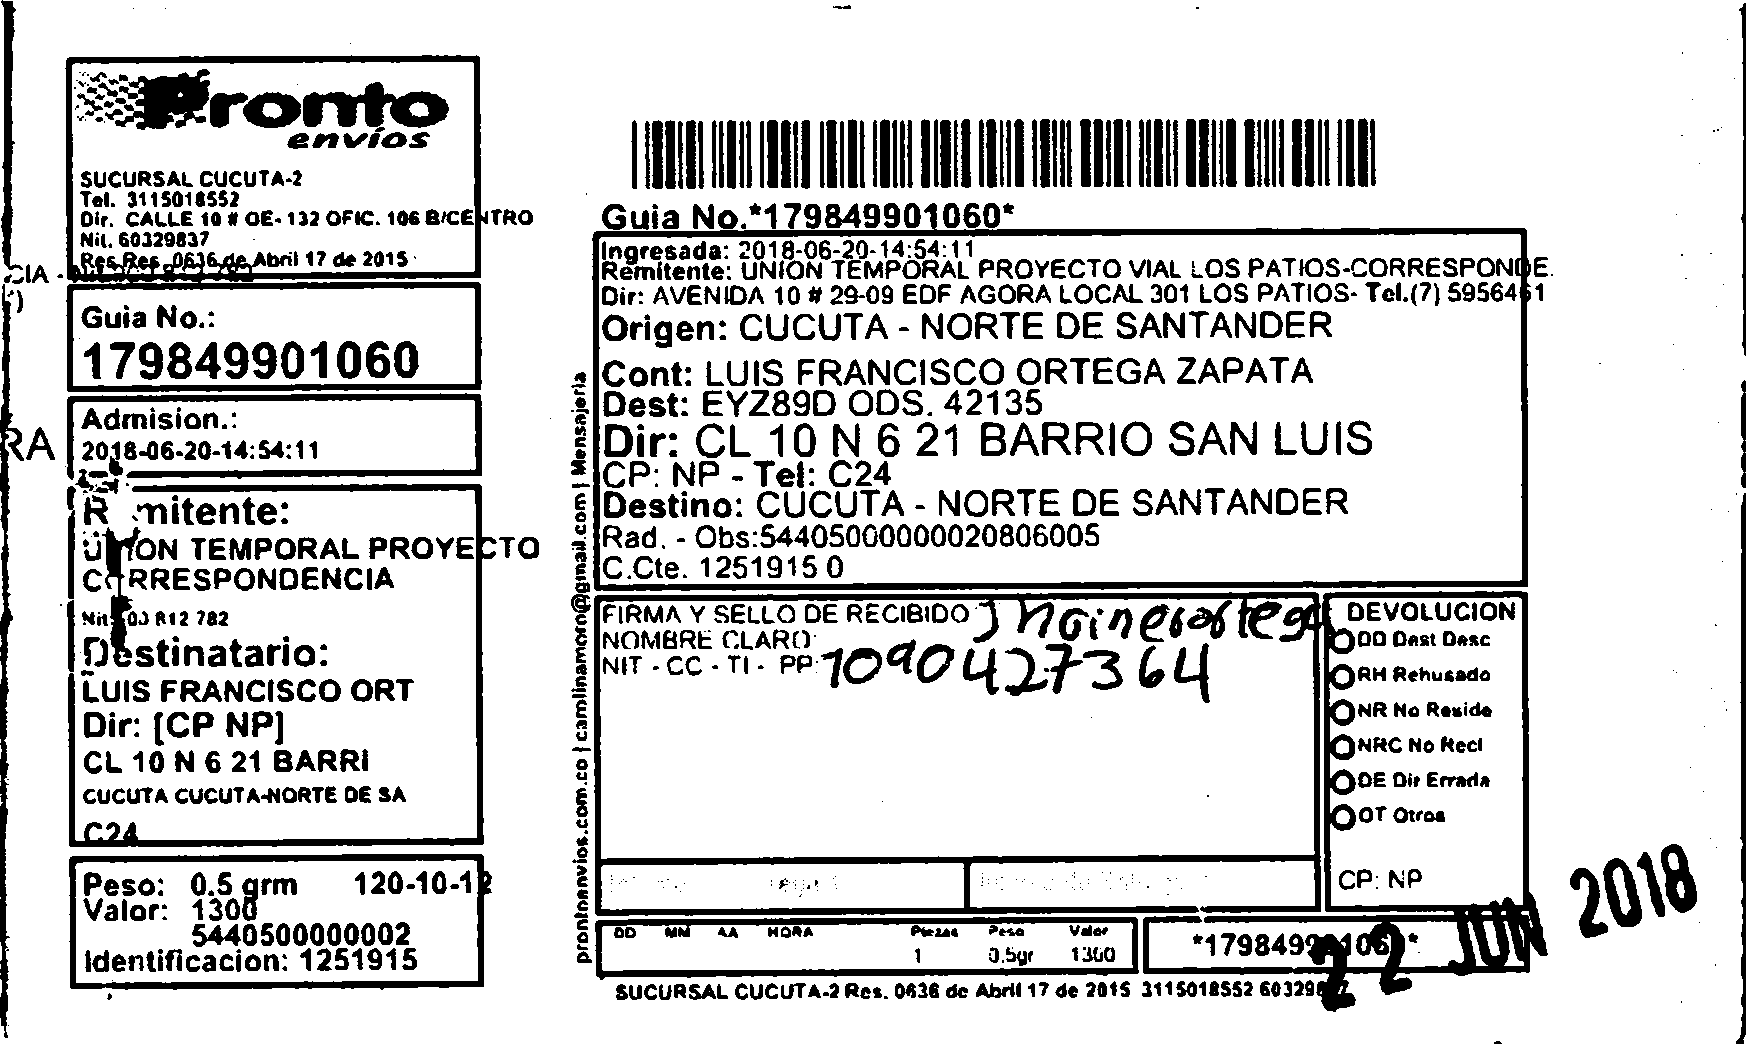 Pronto
envíos
SUCURSAL CUCUTA-2
Tel. 3115018552
Dir. CALLE 10 # OE-132 OFIC. 106 B/CENTRO
Nit. 60329837
Res.Res. 0636 de Abril 17 de 2015
CIA -
Guia No.:
179849901060
Admision.:
2018-06-20-14:54:11
RA
Remitente:
UNION TEMPORAL PROYECTO
CORRESPONDENCIA
Destinatario:
LUIS FRANCISCO ORT
Dir: [CP NP]
CL 10 N 6 21 BARRI
CUCUTA CUCUTA-NORTE DE SA
C24
Peso: 0.5 grm 120-10-12
Valor: 1300
5440500000002
Identificacion: 1251915
prontoenvios.com.co | Mensajeria
Guia No.*179849901060*
Ingresada: 2018-06-20-14:54:11
Remitente: UNION TEMPORAL PROYECTO VIAL LOS PATIOS-CORRESPONDE.
Dir: AVENIDA 10 # 29-09 EDF AGORA LOCAL 301 LOS PATIOS- Tel.(7) 5956461
Origen: CUCUTA - NORTE DE SANTANDER
Cont: LUIS FRANCISCO ORTEGA ZAPATA
Dest: EYZ89D ODS. 42135
Dir: CL 10 N 6 21 BARRIO SAN LUIS
CP: NP - Tel: C24
Destino: CUCUTA - NORTE DE SANTANDER
Rad. - Obs:54405000000020806005
C.Cte. 1251915 0
FIRMA Y SELLO DE RECIBIDO
NOMBRE CLARO:
NIT - CC - TI - PP: 1090427364
DEVOLUCION
DD Dest Desc
RH Rehusado
NR No Reside
NRC No Recl
DE Dir Errada
OT Otros
CP: NP
DD MM AA HORA Piezas Peso Valor
1 0.5gr 1300
*179849901060*
22 JUN 2018
SUCURSAL CUCUTA-2 Res. 0636 de Abril 17 de 2015 3115018552 60329837